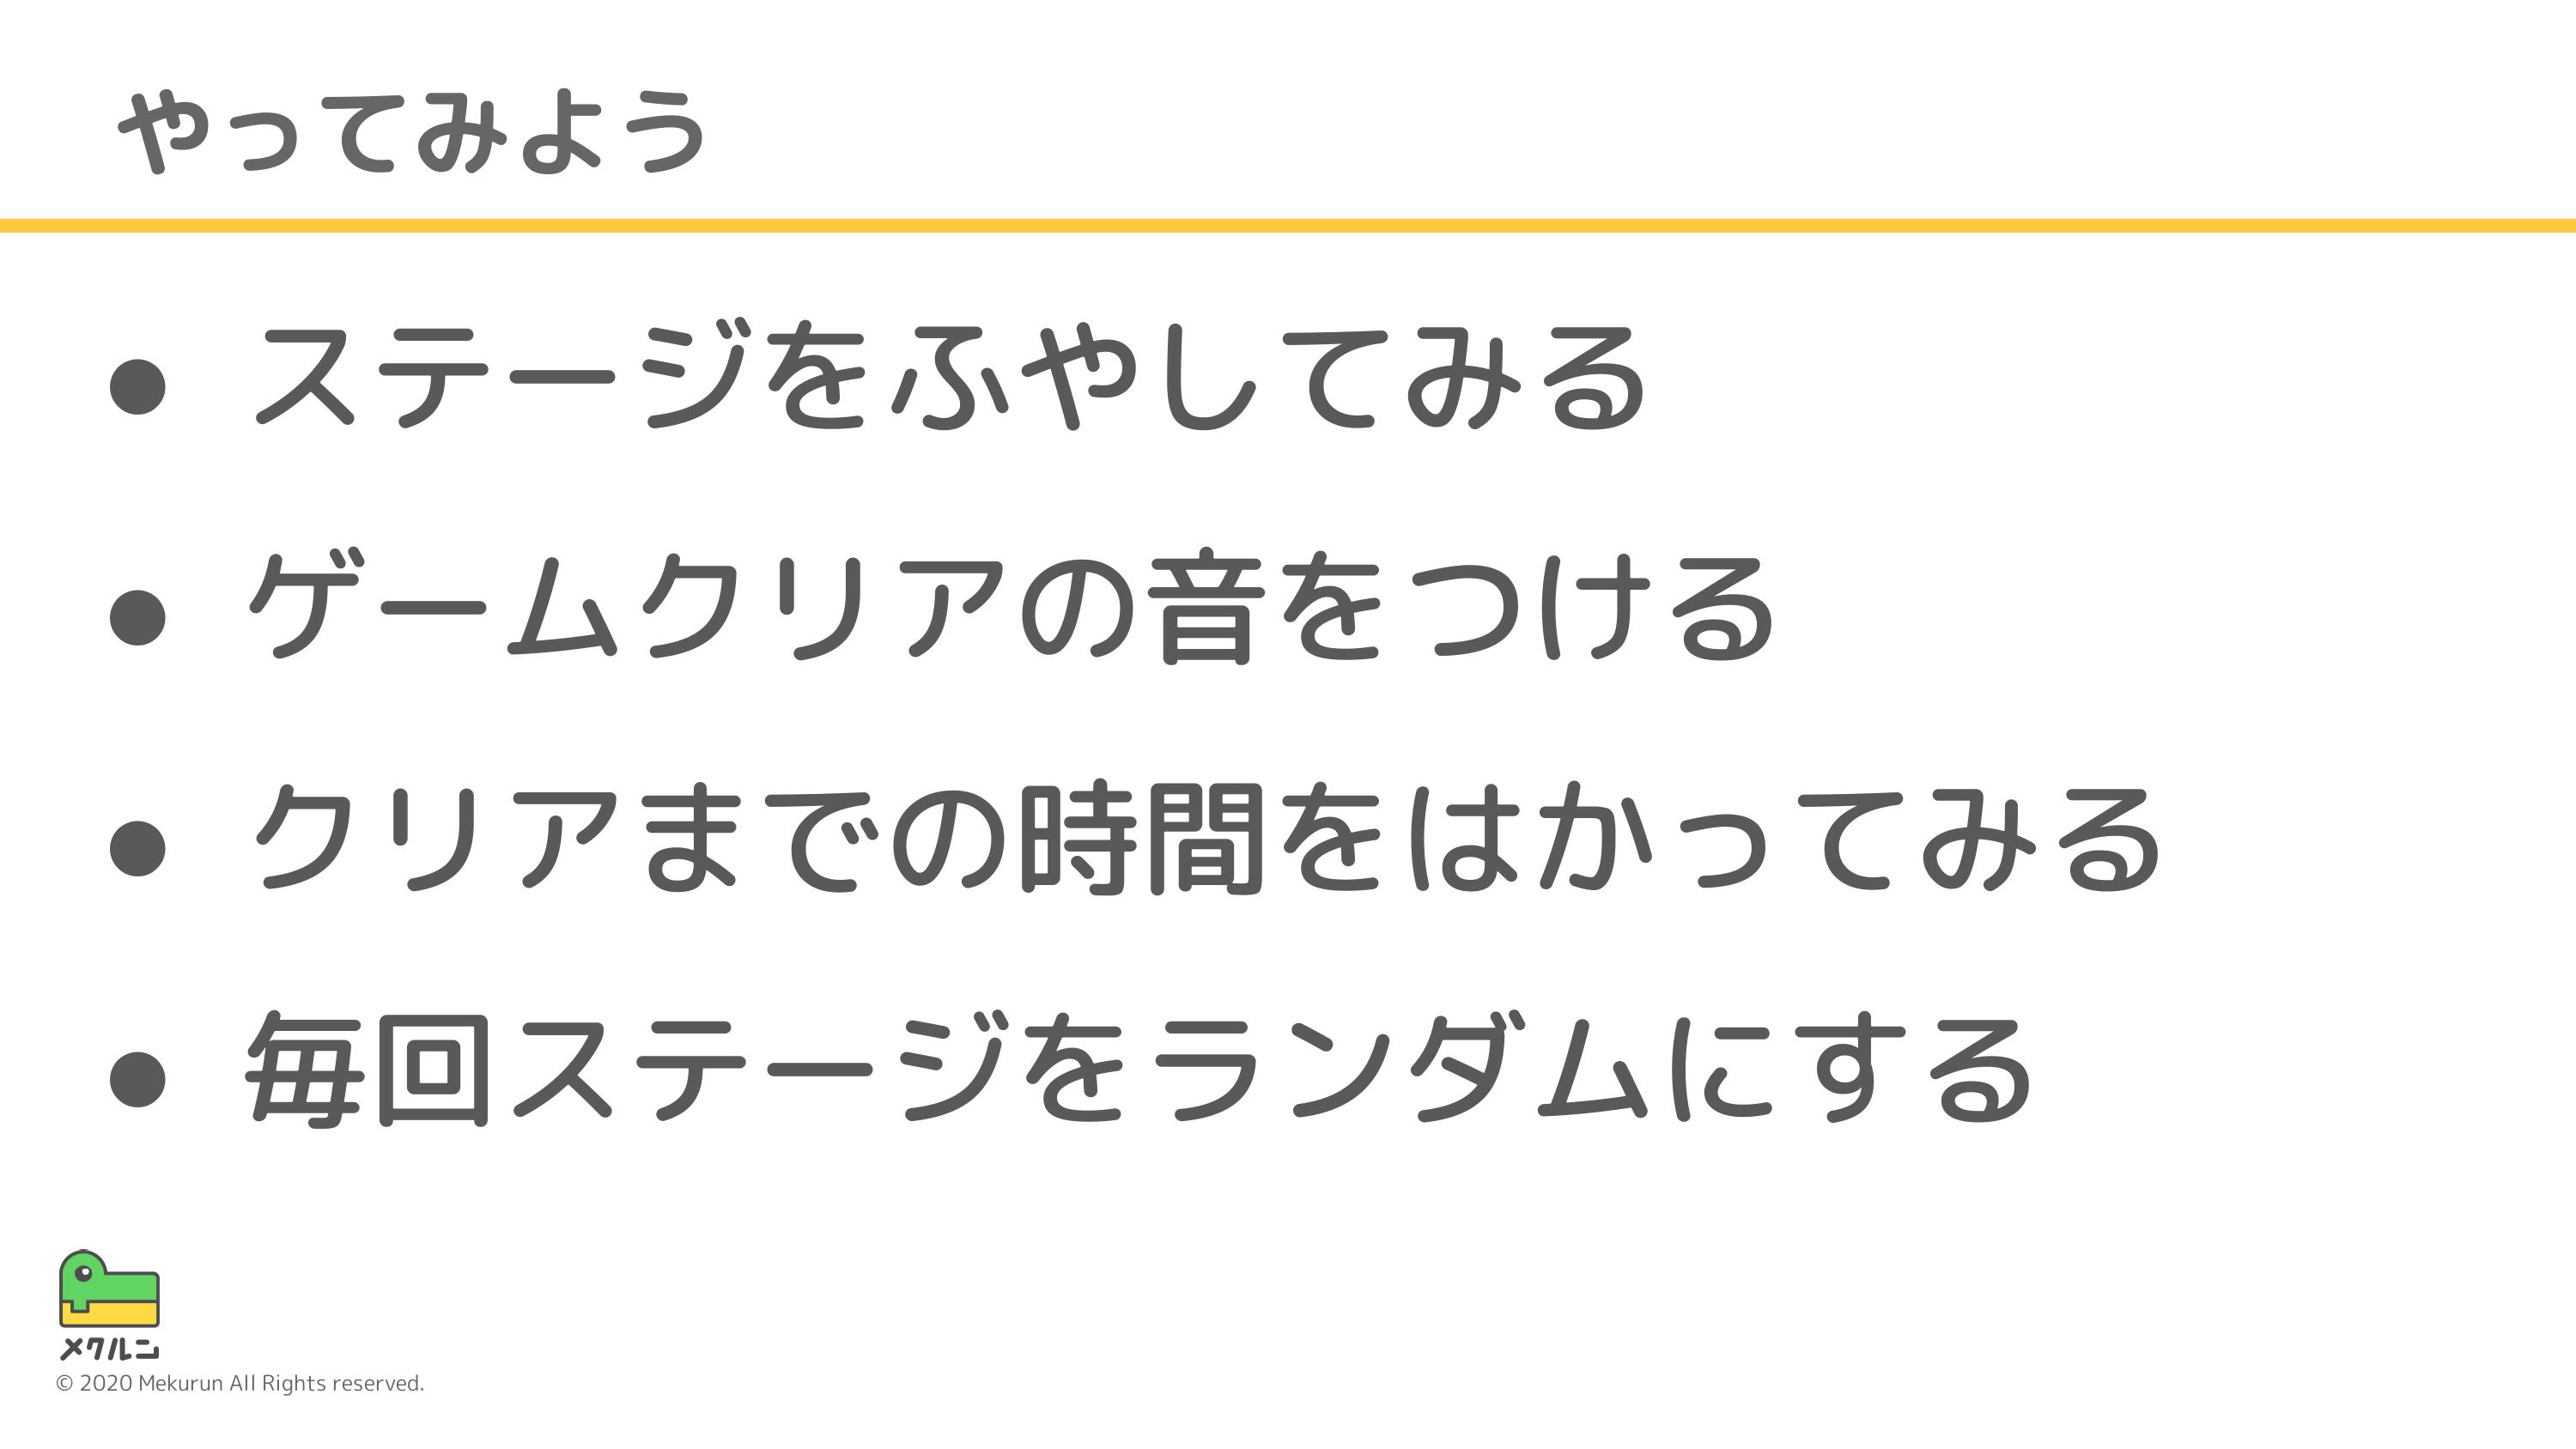 やってみよう
● ステージをふやしてみる
● ゲームクリアの音をつける
● クリアまでの時間をはかってみる
● 毎回ステージをランダムにする
メクルン
© 2020 Mekurun All Rights reserved.